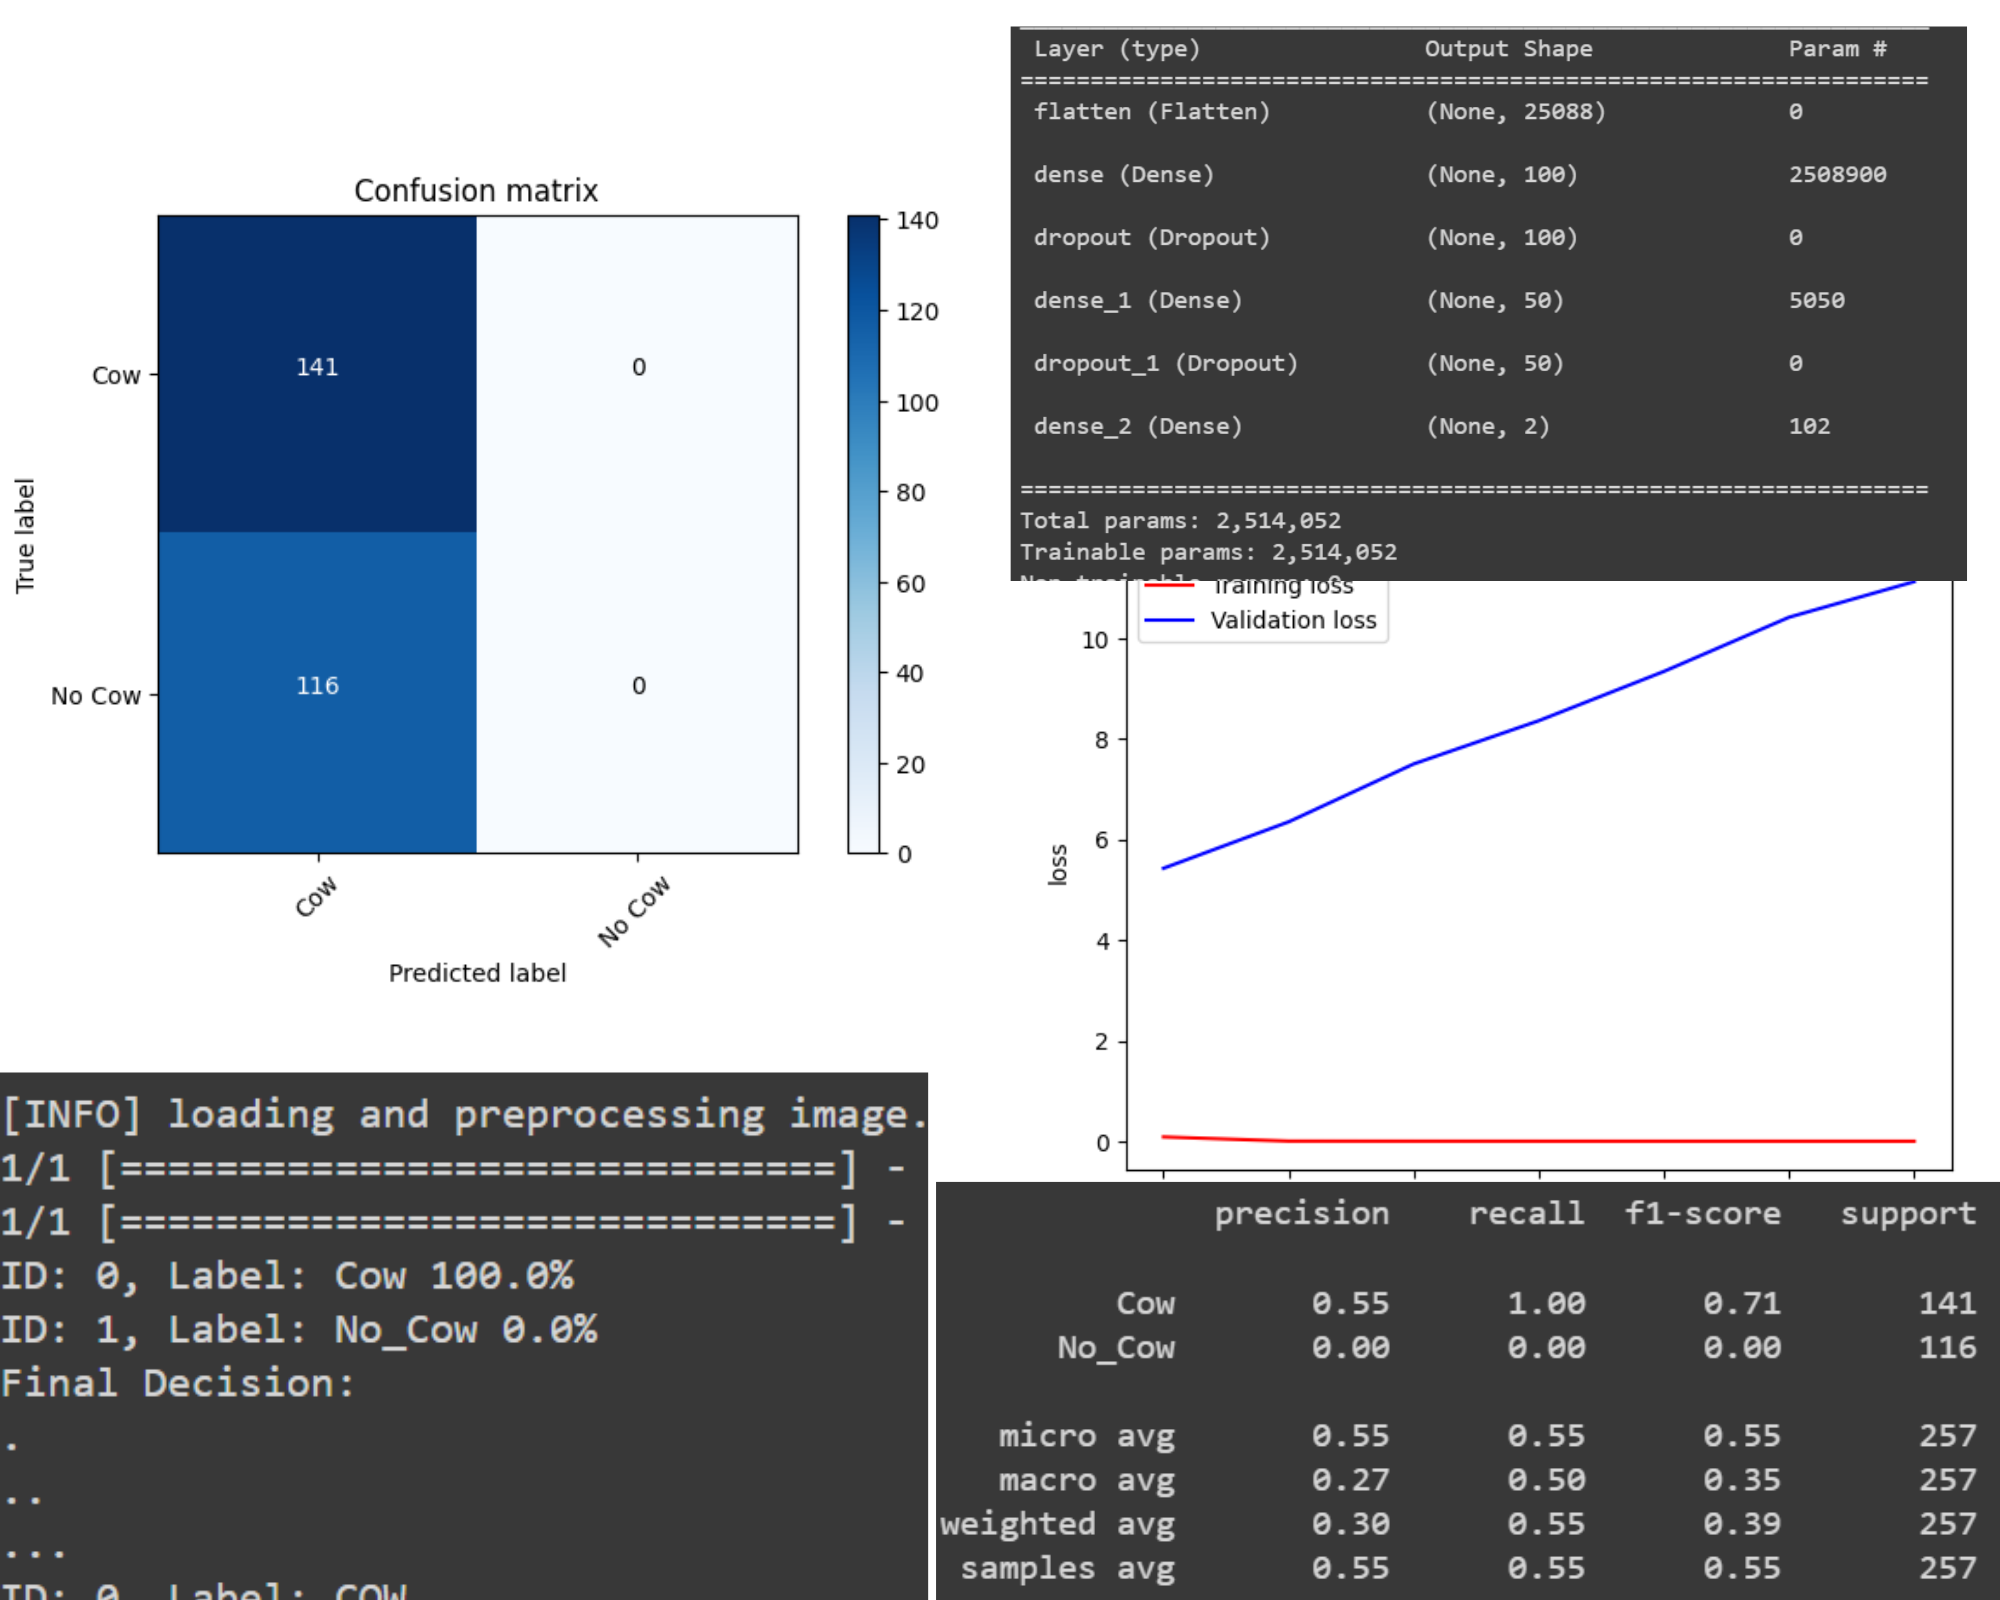 Confusion matrix
141 0
116 0
Cow
No Cow
True label
Cow
No Cow
Predicted label
140
120
100
80
60
40
20
0
Layer (type) Output Shape Param #
=================================================================
flatten (Flatten) (None, 25088) 0
dense (Dense) (None, 100) 2508900
dropout (Dropout) (None, 100) 0
dense_1 (Dense) (None, 50) 5050
dropout_1 (Dropout) (None, 50) 0
dense_2 (Dense) (None, 2) 102
=================================================================
Total params: 2,514,052
Trainable params: 2,514,052
Non-trainable params: 0
Training loss
Validation loss
10
8
6
4
2
0
loss
[INFO] loading and preprocessing image.
1/1 [==============================] -
1/1 [==============================] -
ID: 0, Label: Cow 100.0%
ID: 1, Label: No_Cow 0.0%
Final Decision:
.
..
...
ID: 0, Label: COW
precision recall f1-score support
Cow 0.55 1.00 0.71 141
No_Cow 0.00 0.00 0.00 116
micro avg 0.55 0.55 0.55 257
macro avg 0.27 0.50 0.35 257
weighted avg 0.30 0.55 0.39 257
samples avg 0.55 0.55 0.55 257